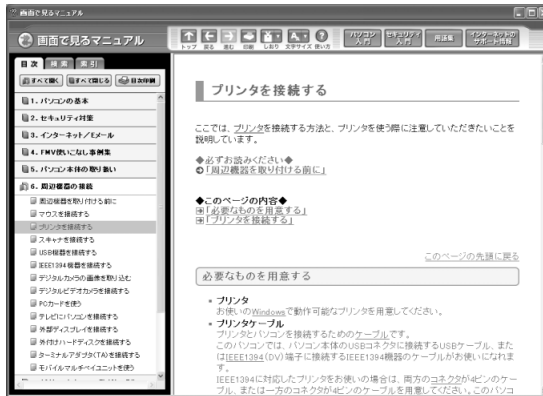 画面で見るマニュアル
画面で見るマニュアル
トップ 戻る 進む 印刷 しおり 文字サイズ 使い方
パソコン入門
セキュリティ入門
用語集
インターネットのサポート情報
目次 検索 索引
すべて開く すべて閉じる 目次印刷
1. パソコンの基本
2. セキュリティ対策
3. インターネット/Eメール
4. FMV使いこなし事例集
5. パソコン本体の取り扱い
6. 周辺機器の接続
周辺機器を取り付ける前に
マウスを接続する
プリンタを接続する
スキャナを接続する
USB機器を接続する
IEEE1394機器を接続する
デジタルカメラの画像を取り込む
デジタルビデオカメラを接続する
PCカードを使う
テレビにパソコンを接続する
外部ディスプレイを接続する
外付けハードディスクを接続する
ターミナルアダプタ(TA)を接続する
モバイルマルチベイユニットを使う
プリンタを接続する
ここでは、プリンタを接続する方法と、プリンタを使う際に注意していただきたいことを
説明しています。
◆必ずお読みください◆
「周辺機器を取り付ける前に」
◆このページの内容◆
「必要なものを用意する」
「プリンタを接続する」
このページの先頭に戻る
必要なものを用意する
• プリンタ
お使いのWindowsで動作可能なプリンタを用意してください。
• プリンタケーブル
プリンタとパソコンを接続するためのケーブルです。
このパソコンでは、パソコン本体のUSBコネクタに接続するUSBケーブル、また
はIEEE1394(DV)端子に接続するIEEE1394機器のケーブルがお使いになれま
す。
IEEE1394に対応したプリンタをお使いの場合は、両方のコネクタが4ピンのケー
ブル、または一方のコネクタが4ピンのケーブルを用意してください。このパソコ